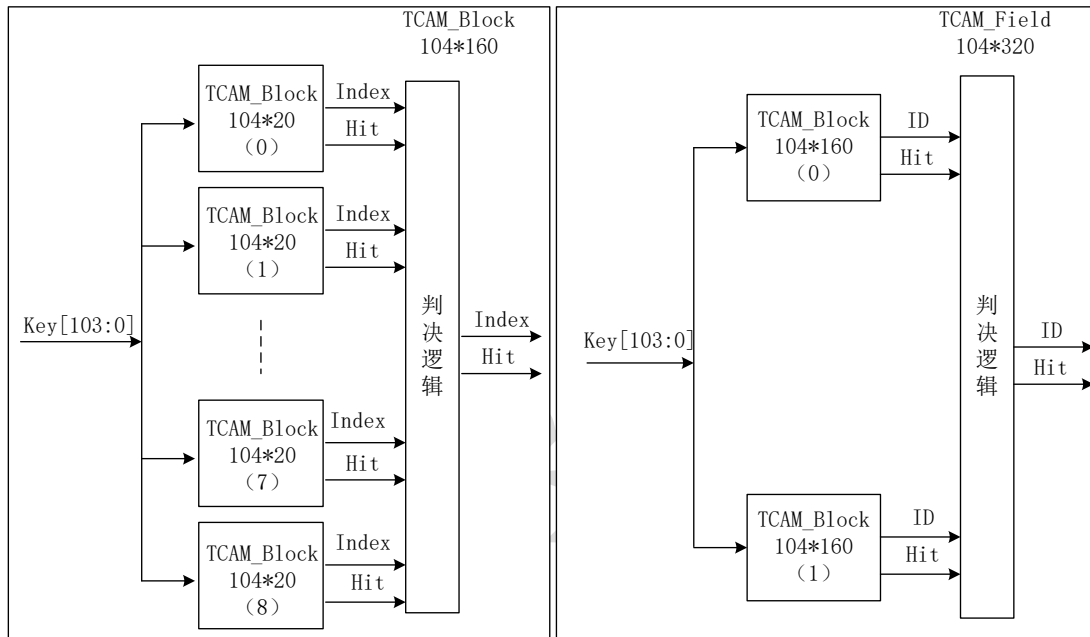 TCAM_Block
104*160
TCAM_Block
104*20
（0）
Index
Hit
TCAM_Block
104*20
（1）
Index
Hit
Key[103:0]
TCAM_Block
104*20
（7）
Index
Hit
TCAM_Block
104*20
（8）
Index
Hit
判
决
逻
辑
Index
Hit
TCAM_Field
104*320
TCAM_Block
104*160
（0）
ID
Hit
Key[103:0]
TCAM_Block
104*160
（1）
ID
Hit
判
决
逻
辑
ID
Hit